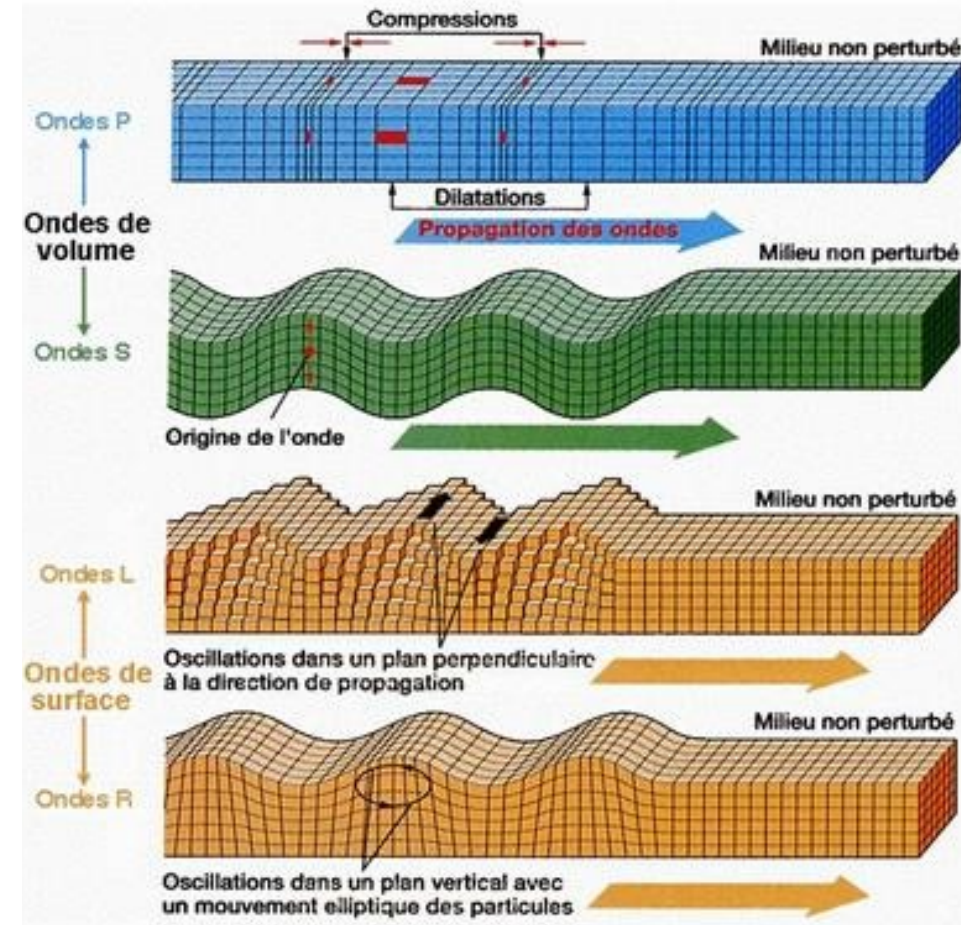 Compressions
Milieu non perturbé
Ondes P
Dilatations
Ondes de
volume
Propagation des ondes
Milieu non perturbé
Ondes S
Origine de l'onde
Milieu non perturbé
Ondes L
Oscillations dans un plan perpendiculaire
à la direction de propagation
Ondes de
surface
Milieu non perturbé
Ondes R
Oscillations dans un plan vertical avec
un mouvement elliptique des particules